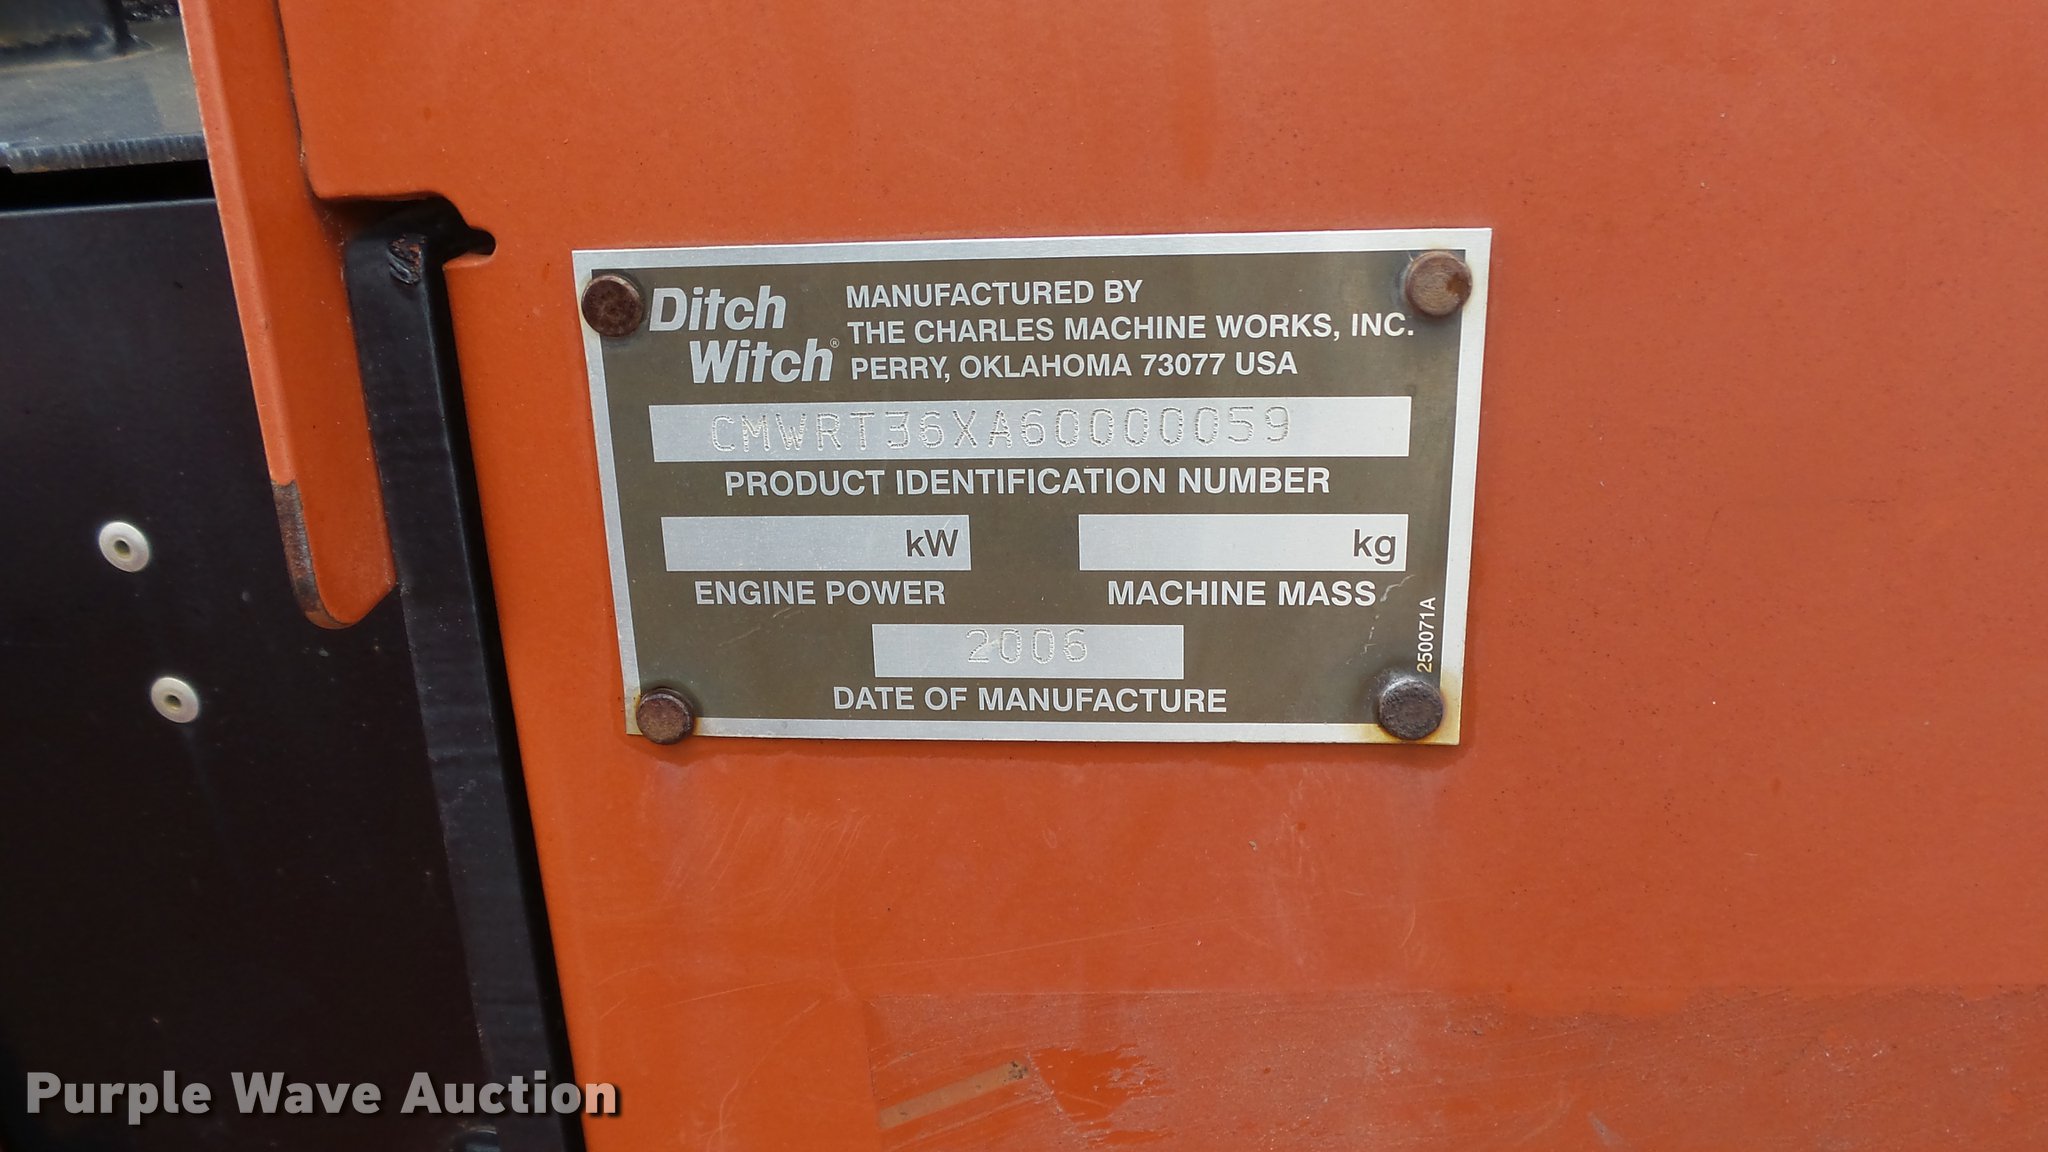 Ditch
Witch®
MANUFACTURED BY
THE CHARLES MACHINE WORKS, INC.
PERRY, OKLAHOMA 73077 USA
CMWRT36XA60000059
PRODUCT IDENTIFICATION NUMBER
kW
kg
ENGINE POWER
MACHINE MASS
2006
DATE OF MANUFACTURE
250071A
Purple Wave Auction